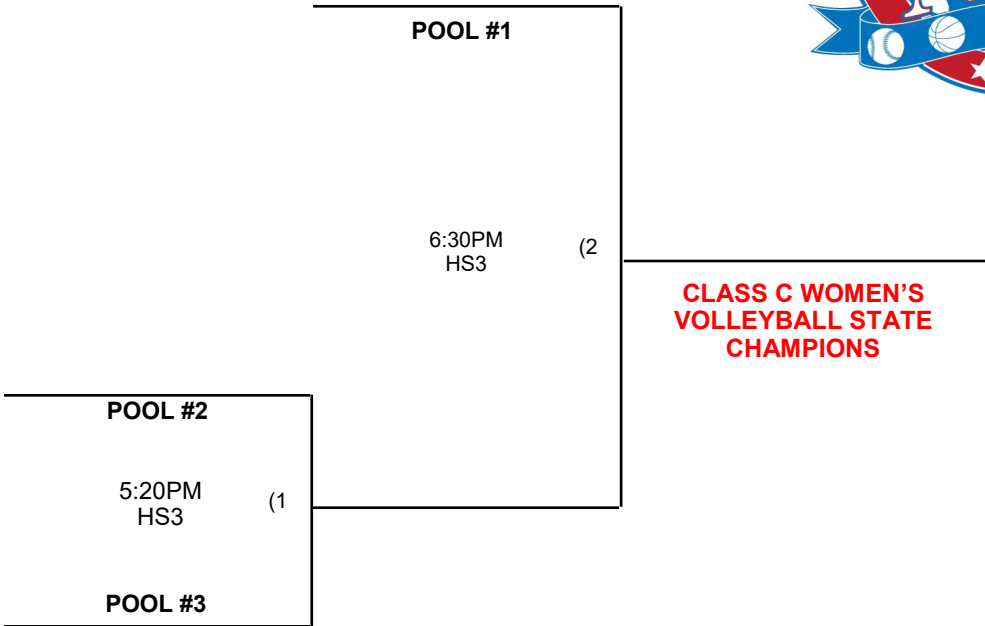 POOL #1
6:30PM
HS3
(2
CLASS C WOMEN’S
VOLLEYBALL STATE
CHAMPIONS
POOL #2
5:20PM
HS3
(1
POOL #3